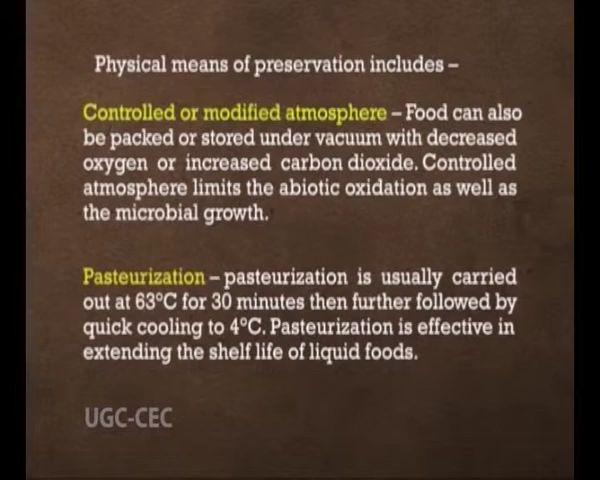 Physical means of preservation includes –
Controlled or modified atmosphere – Food can also
be packed or stored under vacuum with decreased
oxygen or increased carbon dioxide. Controlled
atmosphere limits the abiotic oxidation as well as
the microbial growth.
Pasteurization – pasteurization is usually carried
out at 63°C for 30 minutes then further followed by
quick cooling to 4°C. Pasteurization is effective in
extending the shelf life of liquid foods.
UGC-CEC